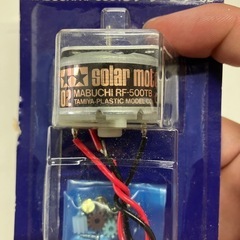 solar mot
02
MABUCHI RF-500TB
TAMIYA PLASTIC MODEL CO.